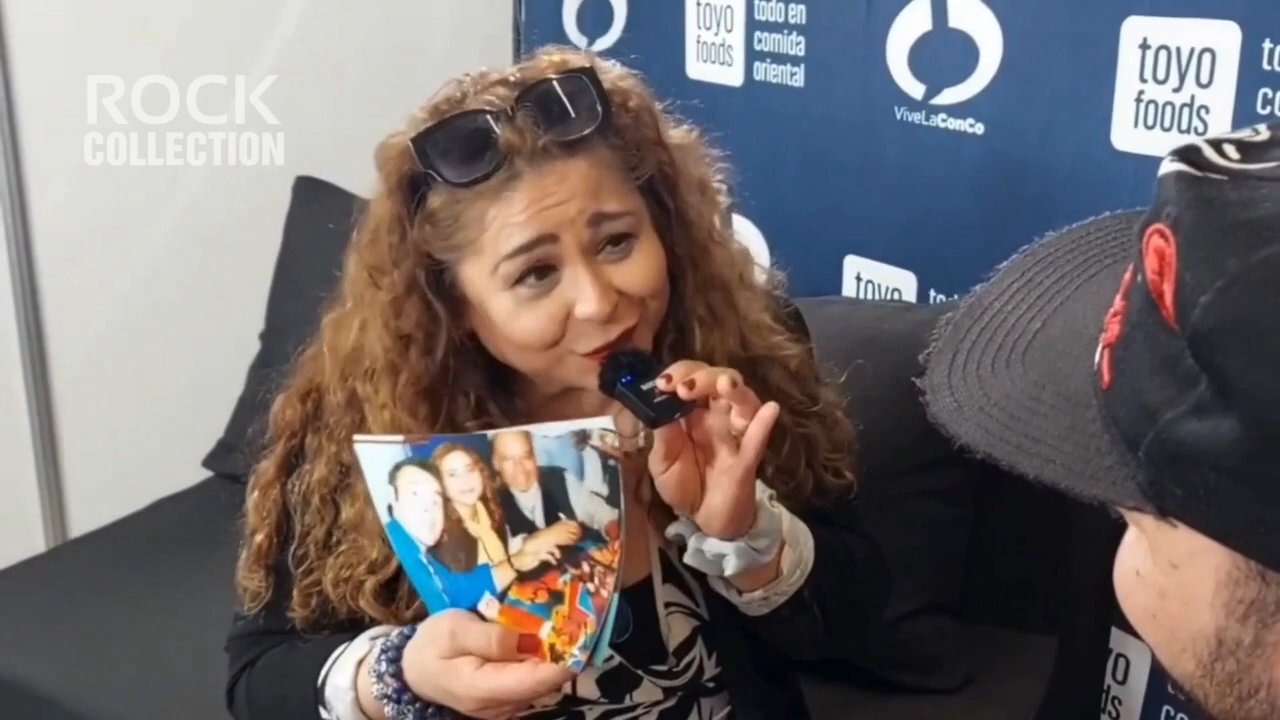 ROCK
COLLECTION
toyo
foods
todo en
comida
oriental
ViveLaConCo
toyo
foods
toyo